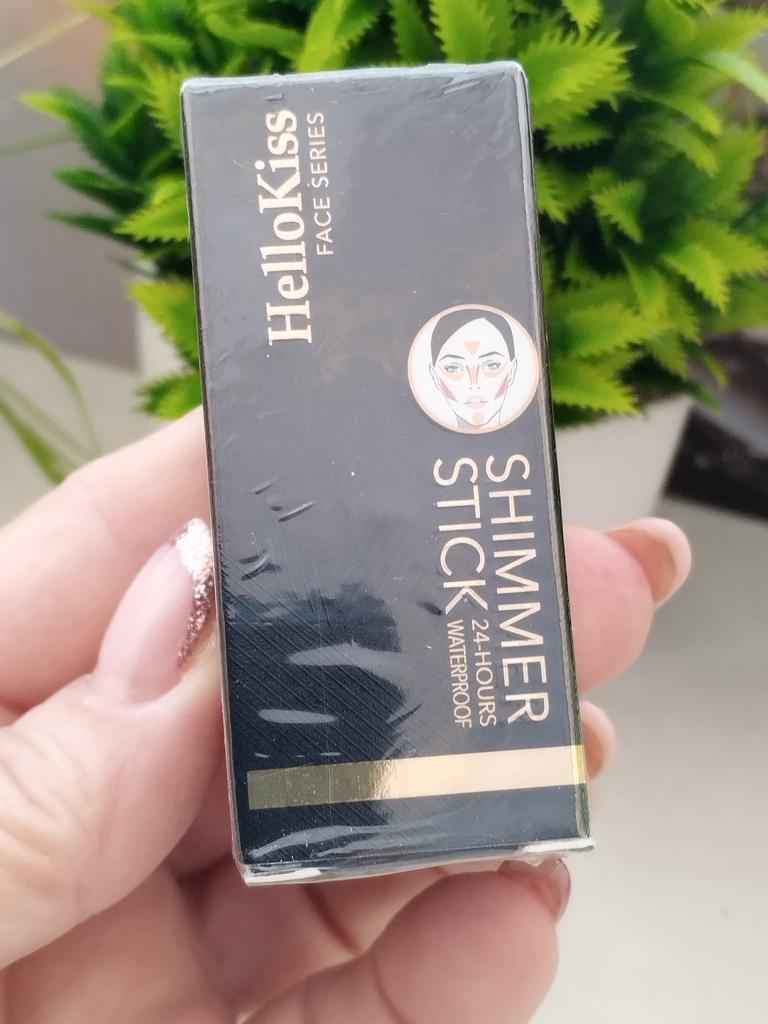 HelloKiss
FACE SERIES
SHIMMER
STICK 24-HOURS
WATERPROOF